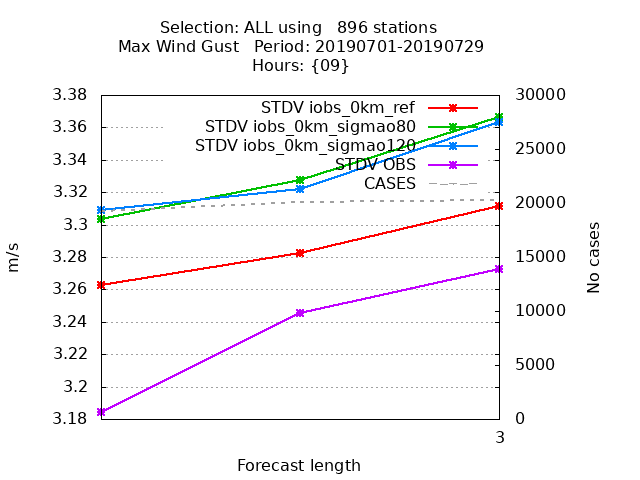 Selection: ALL using   896 stations
Max Wind Gust   Period: 20190701-20190729
Hours: {09}
STDV iobs_0km_ref
STDV iobs_0km_sigmao80
STDV iobs_0km_sigmao120
STDV OBS
CASES
3.38
3.36
3.34
3.32
3.3
3.28
3.26
3.24
3.22
3.2
3.18
m/s
30000
25000
20000
15000
10000
5000
0
No cases
3
Forecast length